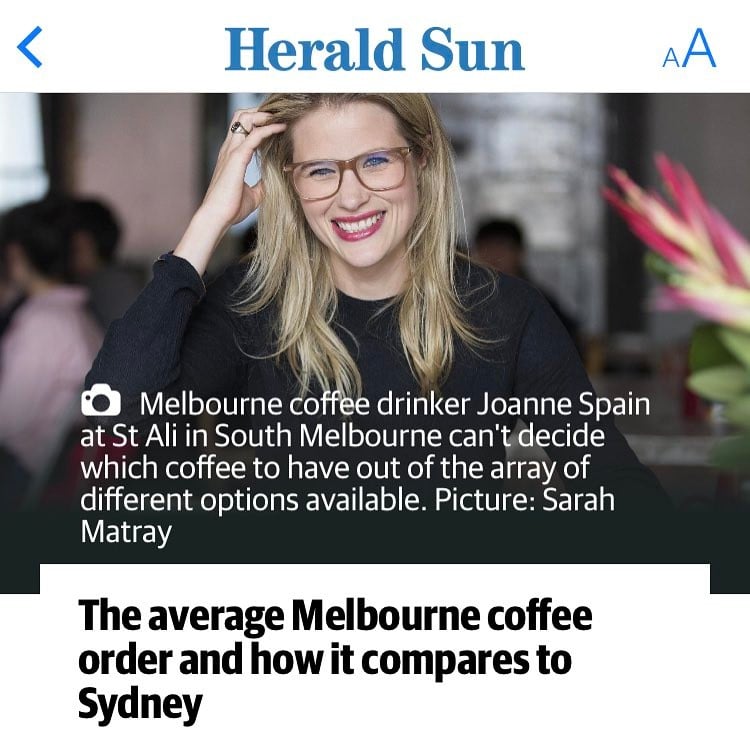 Herald Sun
AA
Melbourne coffee drinker Joanne Spain
at St Ali in South Melbourne can't decide
which coffee to have out of the array of
different options available. Picture: Sarah
Matray
The average Melbourne coffee
order and how it compares to
Sydney